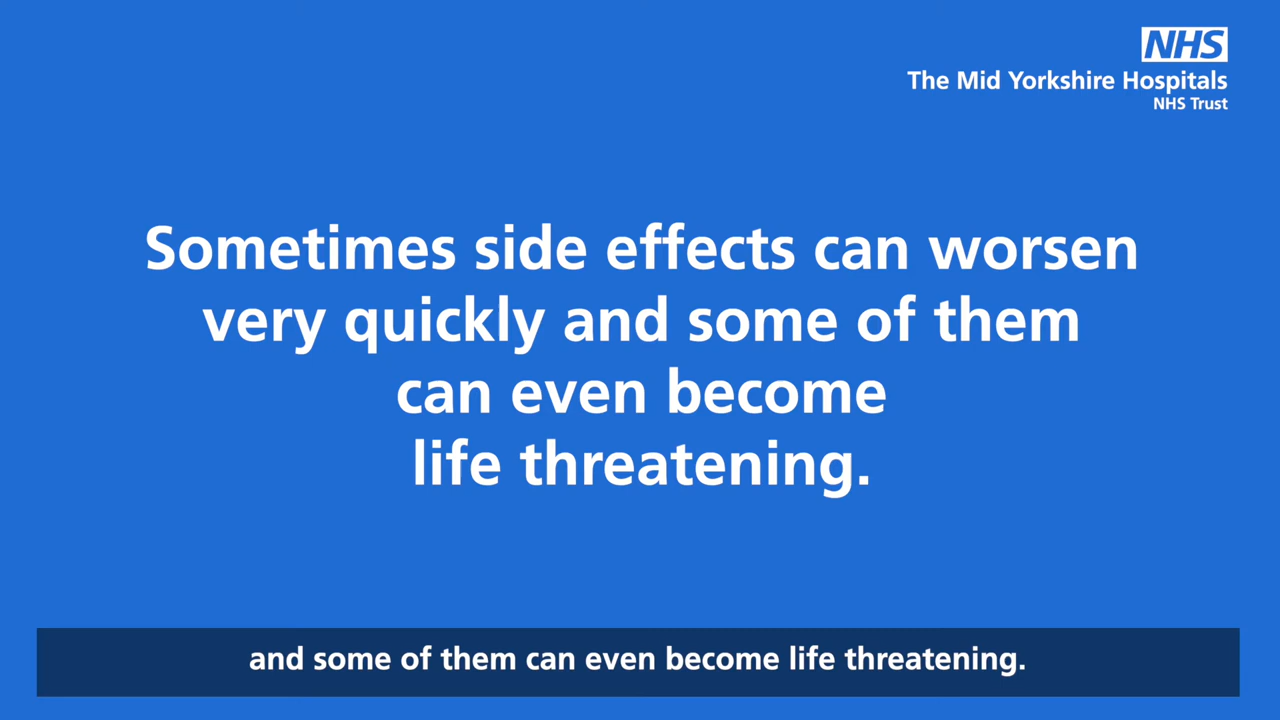 NHS
The Mid Yorkshire Hospitals
NHS Trust
Sometimes side effects can worsen
very quickly and some of them
can even become
life threatening.
and some of them can even become life threatening.